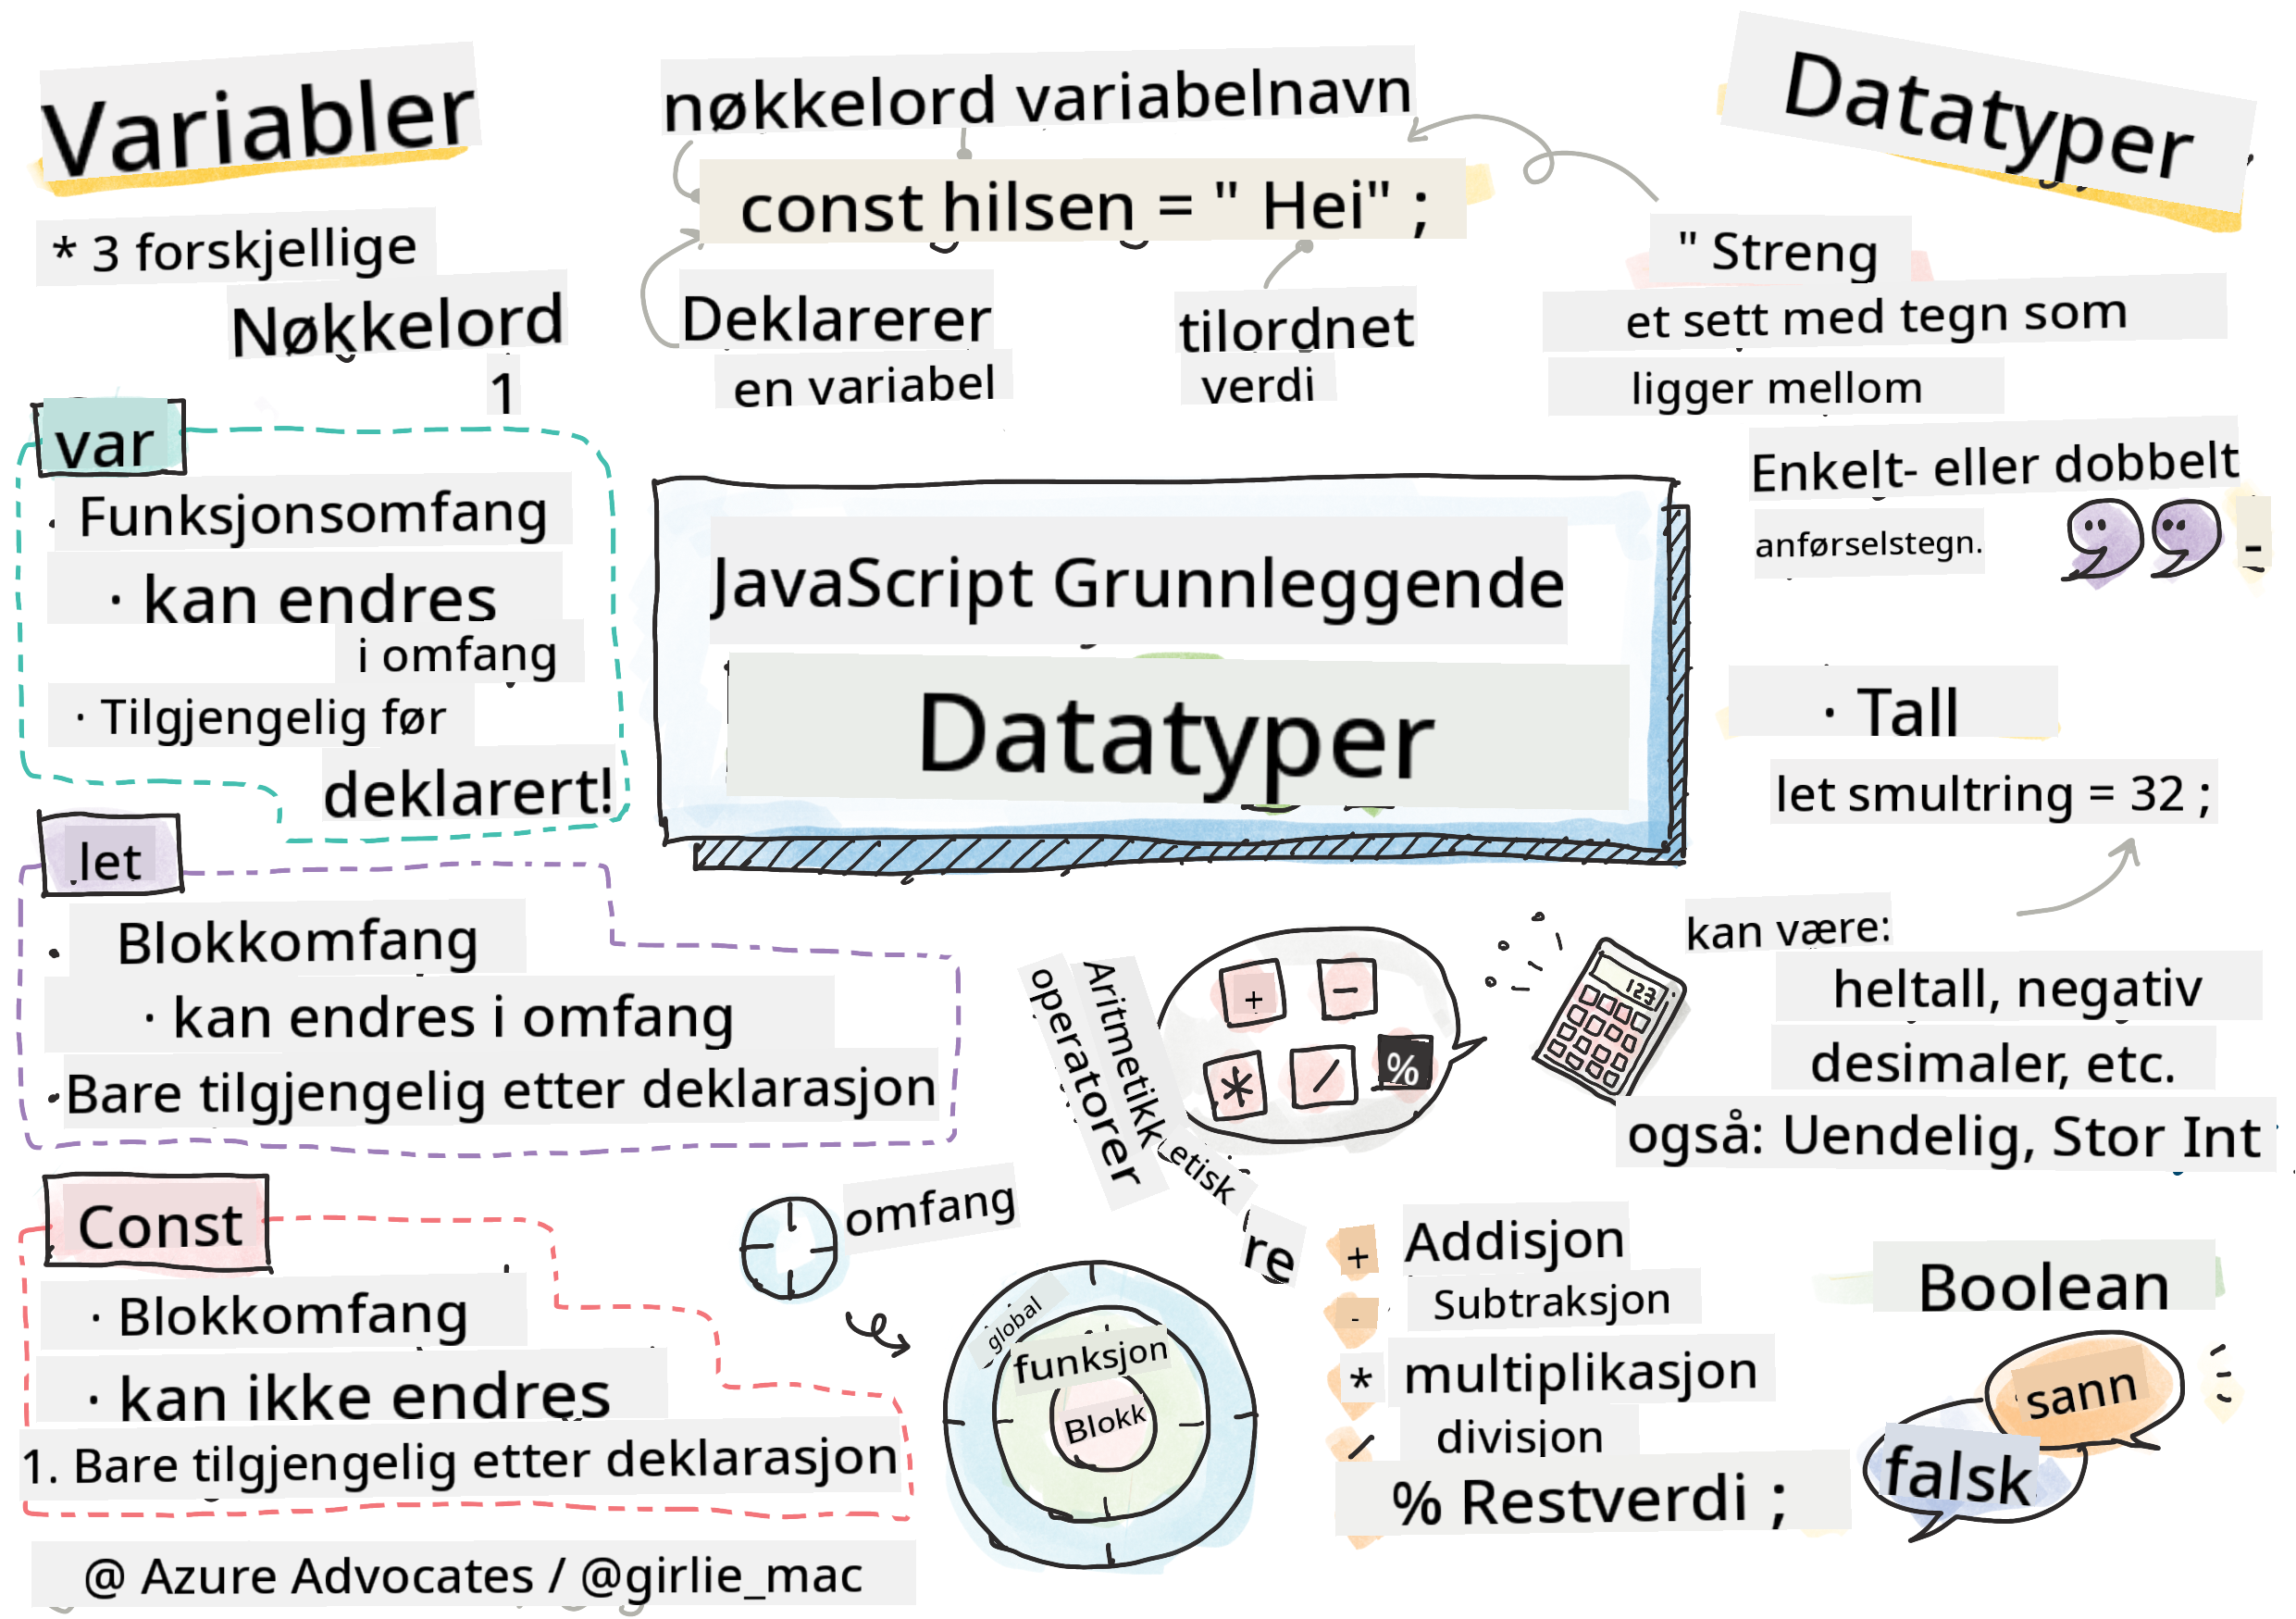 Variabler
* 3 forskjellige
Nøkkelord
1
var
Funksjonsomfang
· kan endres
i omfang
· Tilgjengelig før
deklarert!
let
Blokkomfang
· kan endres i omfang
Bare tilgjengelig etter deklarasjon
Const
· Blokkomfang
· kan ikke endres
1. Bare tilgjengelig etter deklarasjon
@ Azure Advocates / @girlie_mac
nøkkelord variabelnavn
const hilsen = " Hei" ;
Deklarerer
en variabel
tilordnet
verdi
JavaScript Grunnleggende
Datatyper
Aritmetikk
operatorer
etisk
re
+ −
* / %
123
omfang
global
funksjon
Blokk
+ Addisjon
- Subtraksjon
* multiplikasjon
/ divisjon
% Restverdi ;
Datatyper
" Streng
et sett med tegn som
ligger mellom
Enkelt- eller dobbelt
anførselstegn.
-
· Tall
let smultring = 32 ;
kan være:
heltall, negativ
desimaler, etc.
også: Uendelig, Stor Int
Boolean
sann
falsk